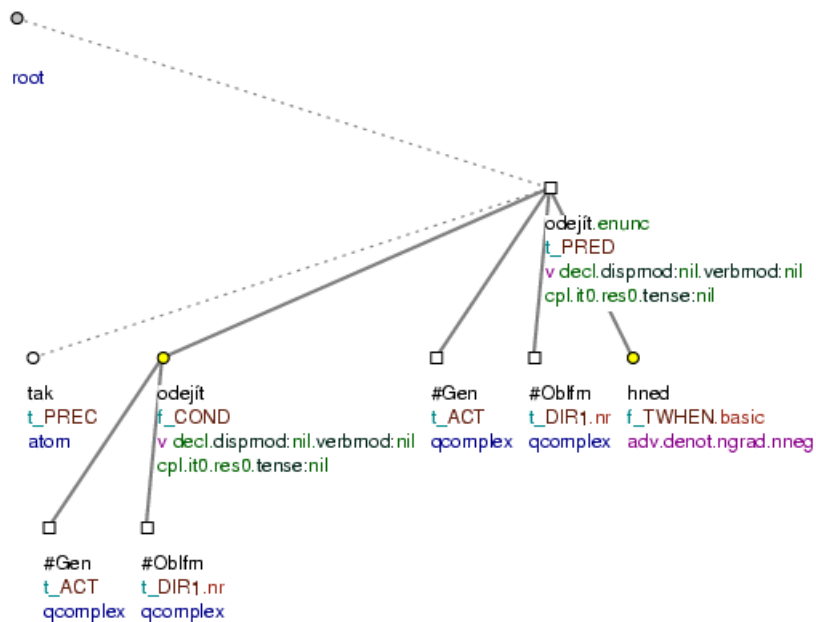 root
odejít.enunc
t_PRED
v decl.dispmod:nil.verbmod:nil
cpl.it0.res0.tense:nil
tak
t_PREC
atom
odejít
f_COND
v decl.dispmod:nil.verbmod:nil
cpl.it0.res0.tense:nil
#Gen
t_ACT
qcomplex
#Oblfm
t_DIR1.nr
qcomplex
hned
f_TWHEN.basic
adv.denot.ngrad.nneg
#Gen
t_ACT
qcomplex
#Oblfm
t_DIR1.nr
qcomplex